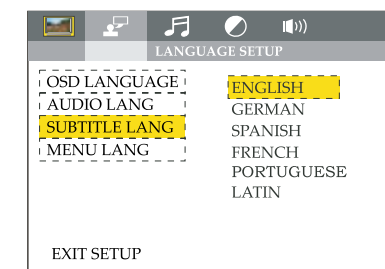 LANGUAGE SETUP
OSD LANGUAGE
AUDIO LANG
SUBTITLE LANG
MENU LANG
ENGLISH
GERMAN
SPANISH
FRENCH
PORTUGUESE
LATIN
EXIT SETUP